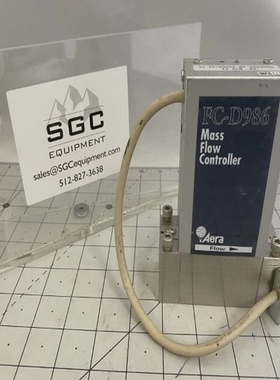 SGC
EQUIPMENT
sales@SGCequipment.com
512-827-3638
FC-D986
Mass
Flow
Controller
Aera
Flow